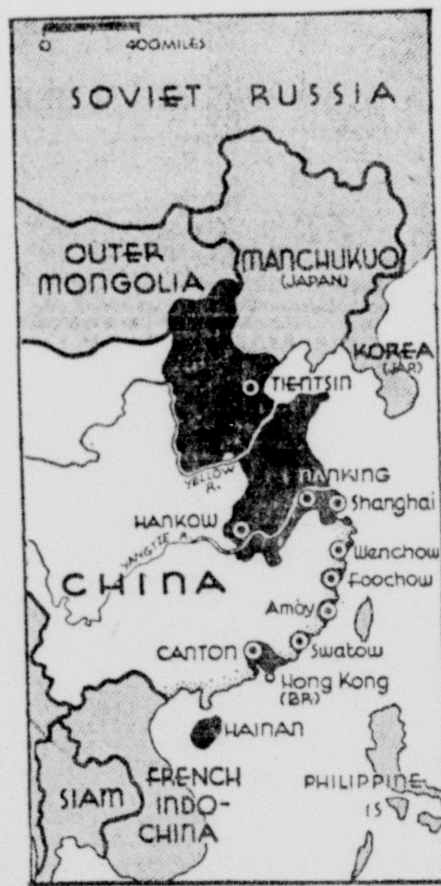 0 400 MILES
SOVIET RUSSIA
OUTER
MONGOLIA
MANCHUKUO
(JAPAN)
KOREA
(JAP.)
TIENTSIN
YELLOW
R.
NANKING
Shanghai
HANKOW
YANGTZE R.
Wenchow
CHINA
Foochow
Amoy
Swatow
CANTON
Hong Kong
(BR.)
HAINAN
FRENCH
INDO-
CHINA
SIAM
PHILIPPINE
IS